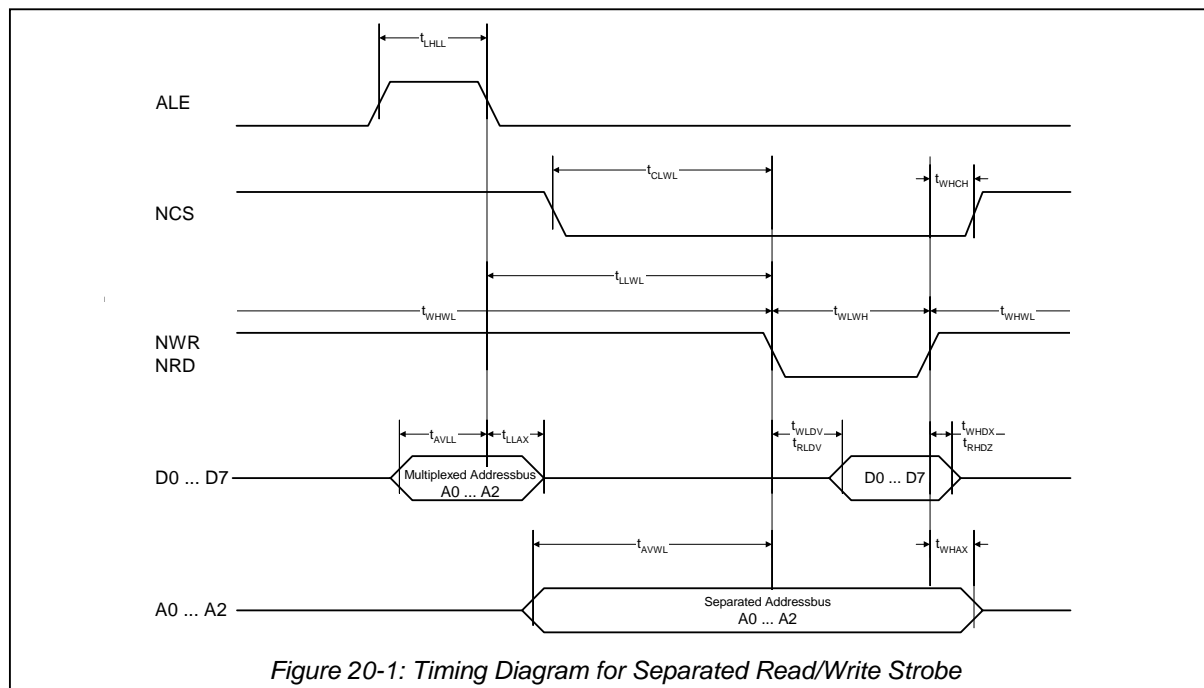 tLHLL
ALE
tCLWL
tWHCH
NCS
tLLWL
tWHWL
tWLWH
tWHWL
NWR
NRD
tAVLL
tLLAX
tWLDV
tRLDV
tWHDX
tRHDZ
D0 ... D7
Multiplexed Addressbus
A0 ... A2
D0 ... D7
tAVWL
tWHAX
A0 ... A2
Separated Addressbus
A0 ... A2
Figure 20-1: Timing Diagram for Separated Read/Write Strobe